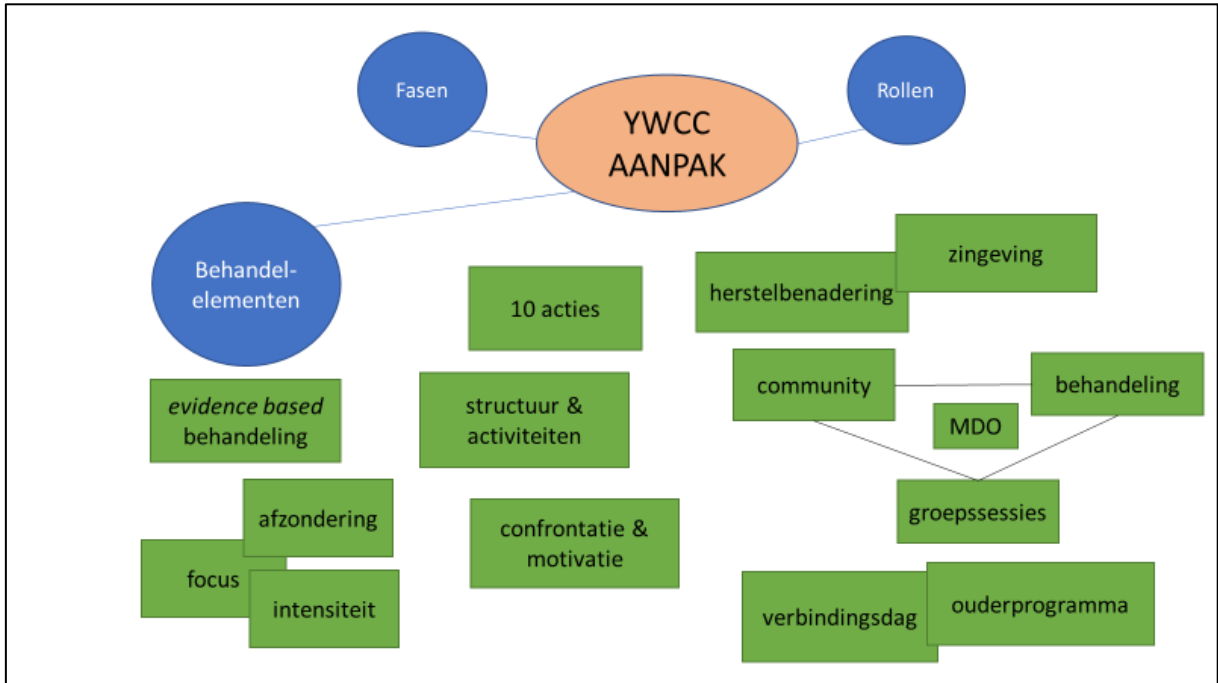 Fasen
YWCC
AANPAK
Rollen
Behandel-
elementen
10 acties
herstelbenadering
zingeving
evidence based
behandeling
structuur &
activiteiten
community
behandeling
MDO
groepssessies
afzondering
focus
intensiteit
confrontatie &
motivatie
verbindingsdag
ouderprogramma